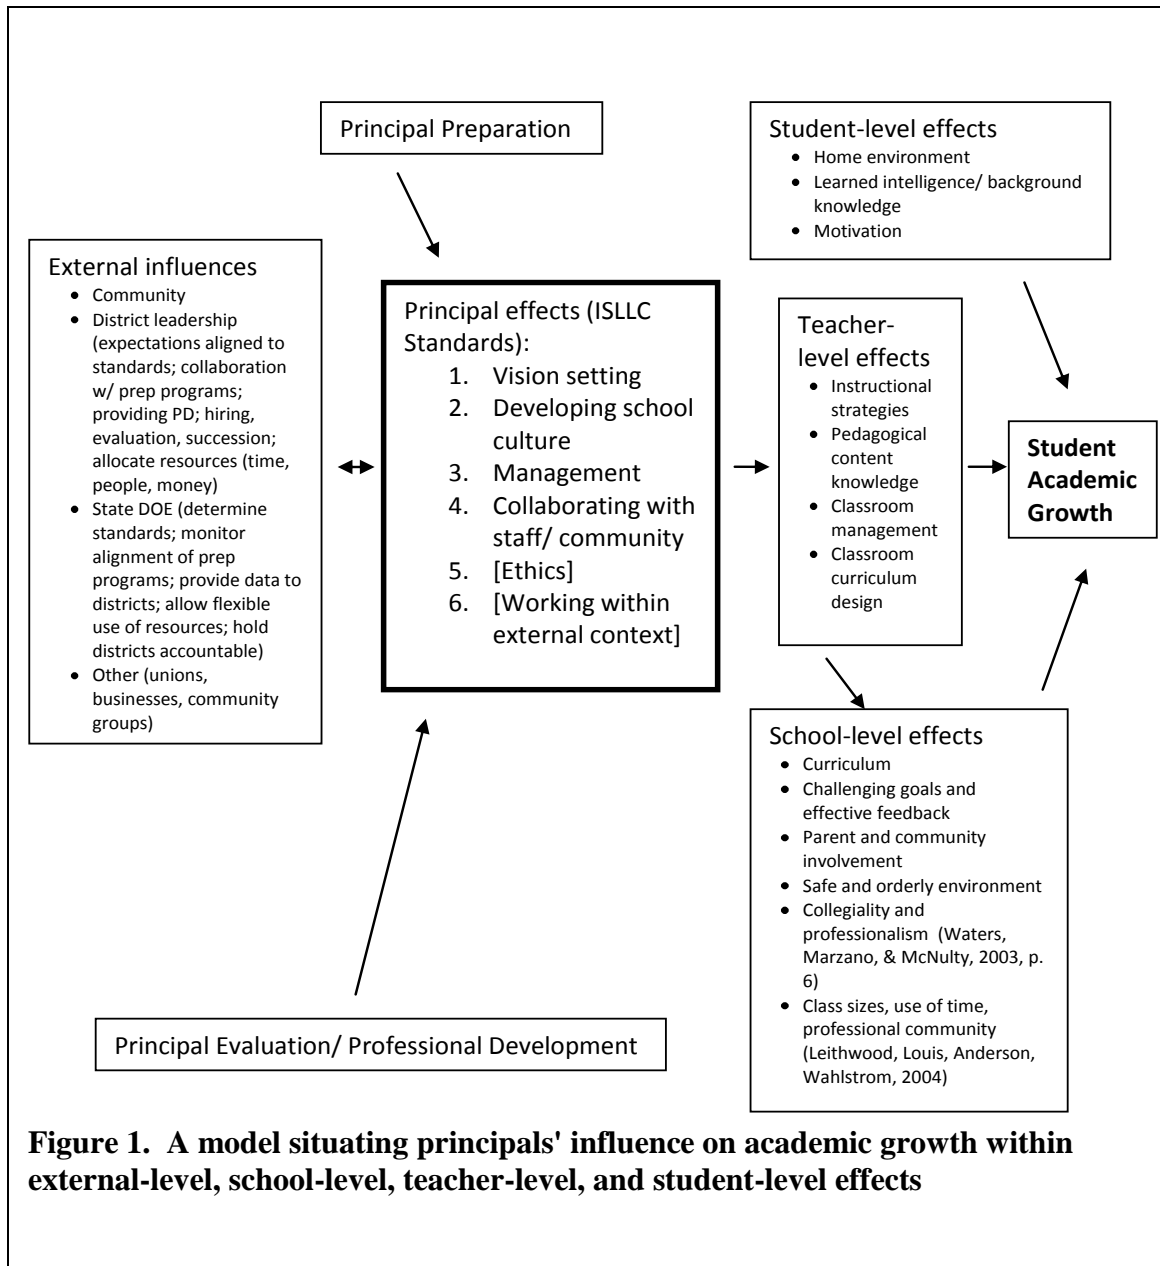 Principal Preparation
Student-level effects
• Home environment
• Learned intelligence/ background
knowledge
• Motivation
External influences
• Community
• District leadership
(expectations aligned to
standards; collaboration
w/ prep programs;
providing PD; hiring,
evaluation, succession;
allocate resources (time,
people, money)
• State DOE (determine
standards; monitor
alignment of prep
programs; provide data to
districts; allow flexible
use of resources; hold
districts accountable)
• Other (unions,
businesses, community
groups)
Principal effects (ISLLC
Standards):
1. Vision setting
2. Developing school
culture
3. Management
4. Collaborating with
staff/ community
5. [Ethics]
6. [Working within
external context]
Teacher-
level effects
• Instructional
strategies
• Pedagogical
content
knowledge
• Classroom
management
• Classroom
curriculum
design
Student
Academic
Growth
School-level effects
• Curriculum
• Challenging goals and
effective feedback
• Parent and community
involvement
• Safe and orderly environment
• Collegiality and
professionalism (Waters,
Marzano, & McNulty, 2003, p.
6)
• Class sizes, use of time,
professional community
(Leithwood, Louis, Anderson,
Wahlstrom, 2004)
Principal Evaluation/ Professional Development
Figure 1. A model situating principals' influence on academic growth within
external-level, school-level, teacher-level, and student-level effects